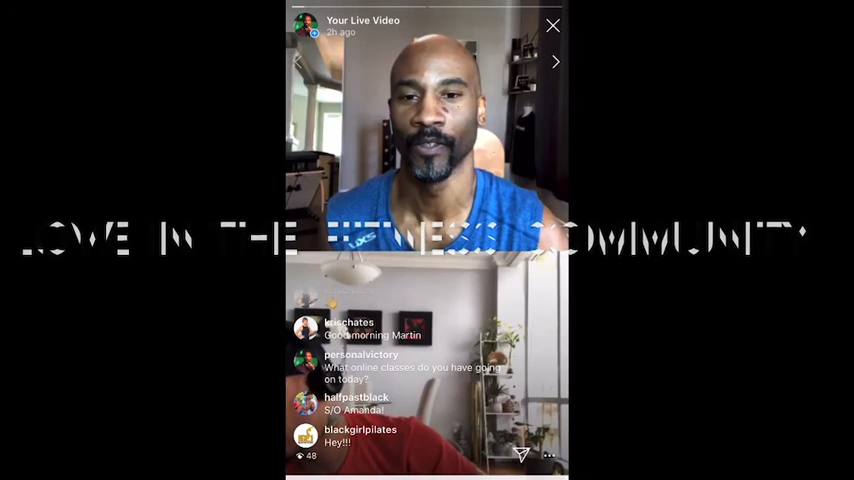 Your Live Video
2h ago
LOVE IN THE FITNESS COMMUNITY
krischates
Good morning Martin
personalvictory
What online classes do you have going
on today?
halfpastblack
S/O Amanda!
blackgirlpilates
Hey!!!
48